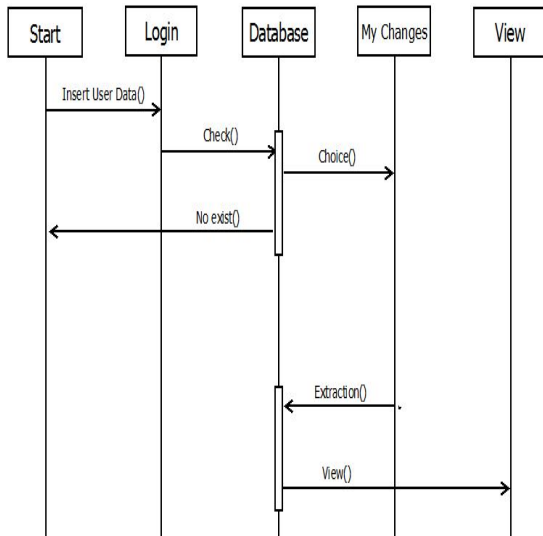 Start
Login
Database
My Changes
View
Insert User Data()
Check()
Choice()
No exist()
Extraction()
View()